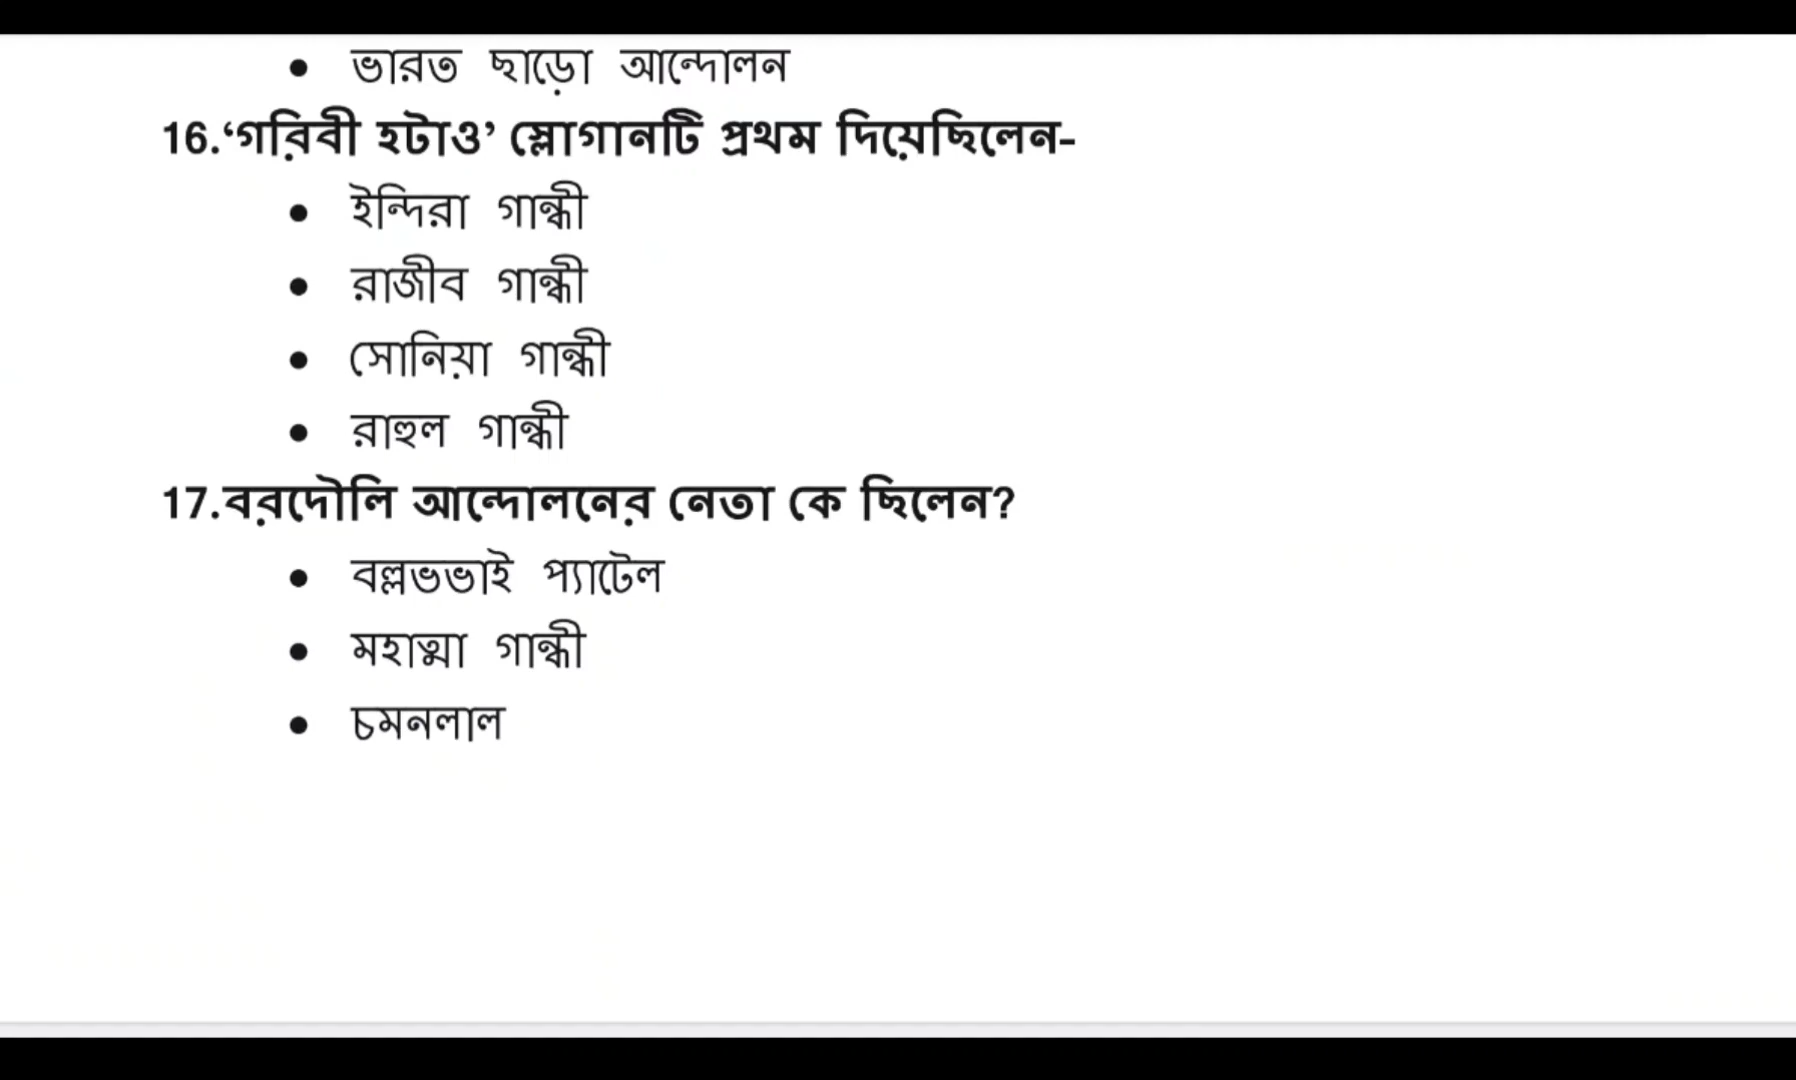 • ভারত ছাড়ো আন্দোলন
16.‘গরিবী হটাও’ স্লোগানটি প্রথম দিয়েছিলেন-
• ইন্দিরা গান্ধী
• রাজীব গান্ধী
• সোনিয়া গান্ধী
• রাহুল গান্ধী
17.বরদৌলি আন্দোলনের নেতা কে ছিলেন?
• বল্লভভাই প্যাটেল
• মহাত্মা গান্ধী
• চমনলাল